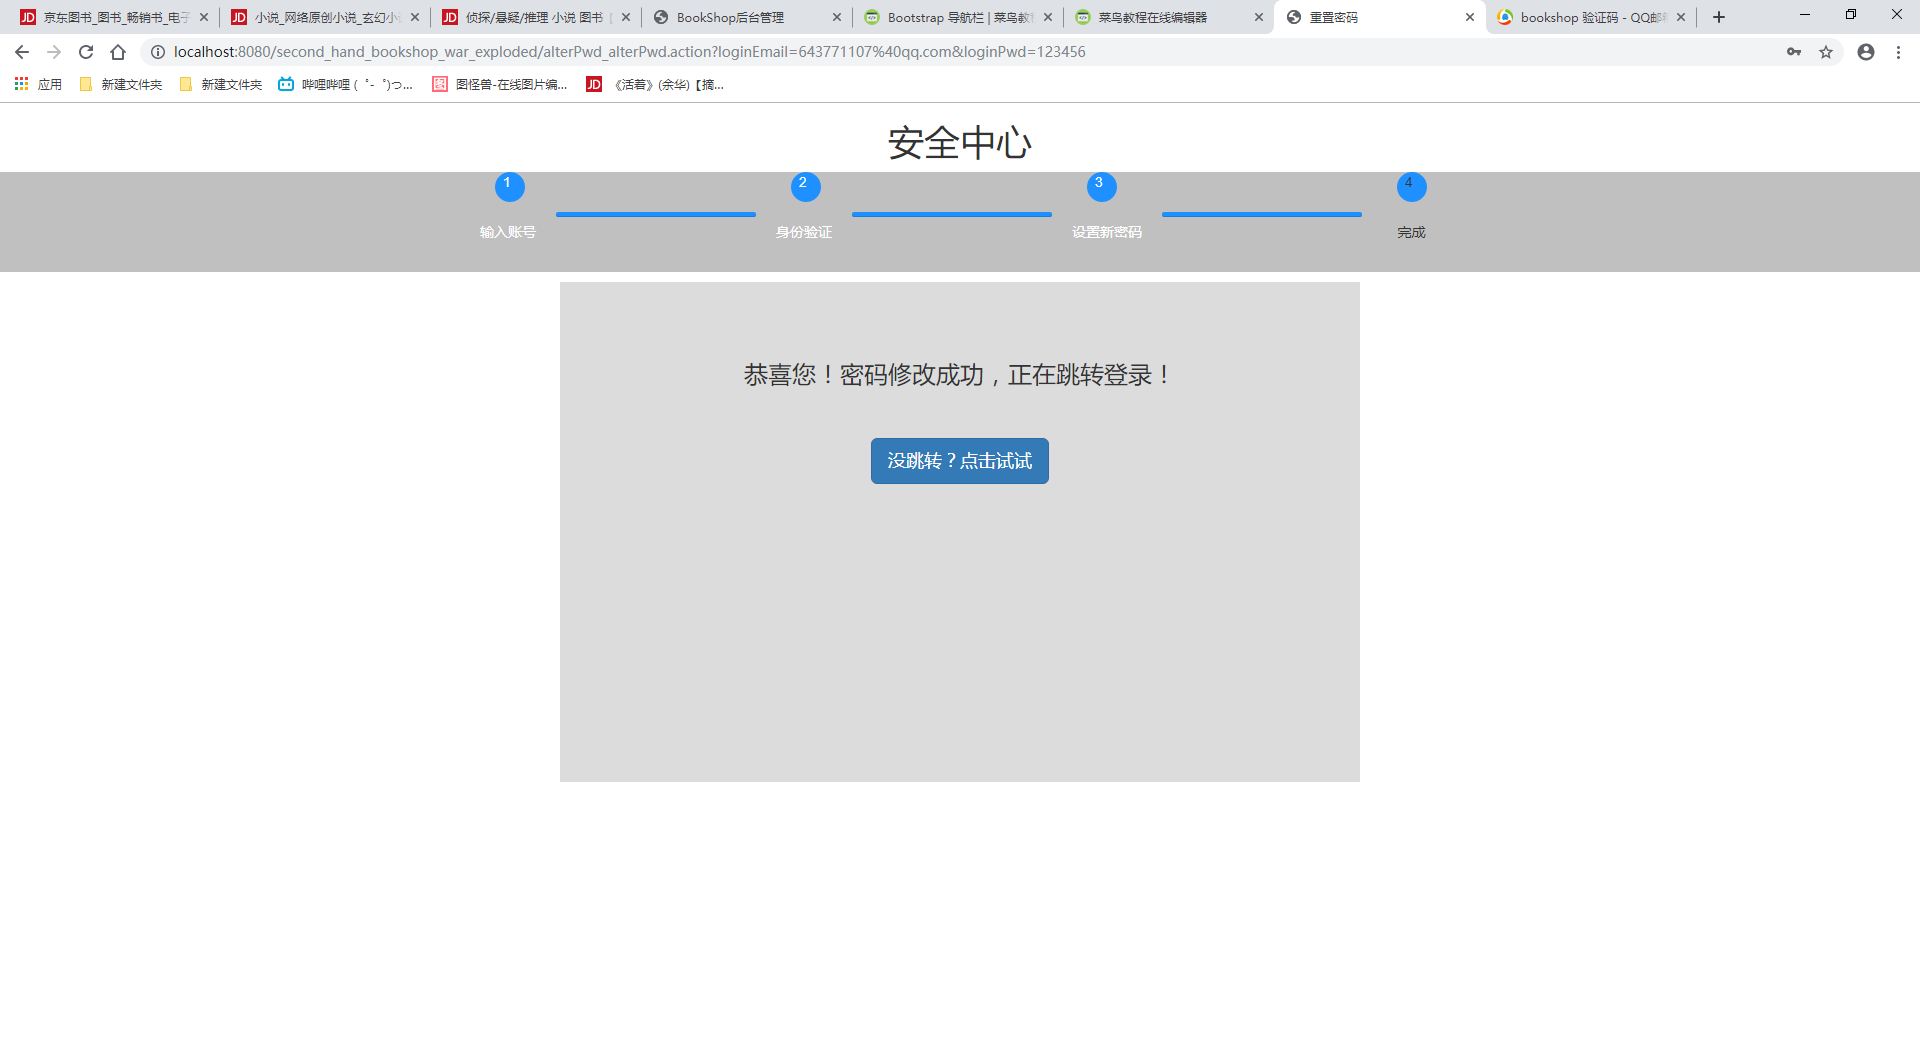 京东图书_图书_畅销书_电子
小说_网络原创小说_玄幻小
侦探/悬疑/推理 小说 图书
BookShop后台管理
Bootstrap 导航栏 | 菜鸟教
菜鸟教程在线编辑器
重置密码
bookshop 验证码 - QQ邮
localhost:8080/second_hand_bookshop_war_exploded/alterPwd_alterPwd.action?loginEmail=643771107%40qq.com&loginPwd=123456
应用
新建文件夹
新建文件夹
哔哩哔哩 ( ゜- ゜)つ...
图怪兽-在线图片编...
《活着》(余华)【摘...
安全中心
1
2
3
4
输入账号
身份验证
设置新密码
完成
恭喜您！密码修改成功，正在跳转登录！
没跳转？点击试试